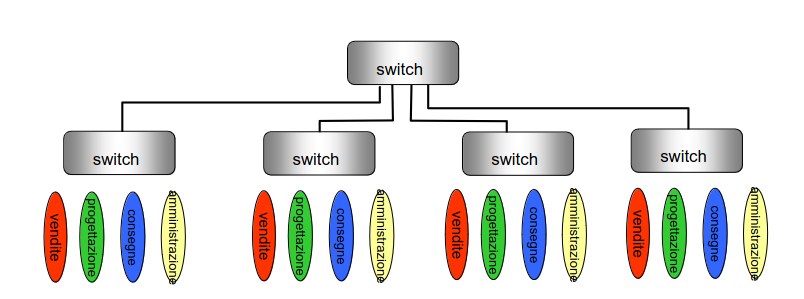 switch
switch
switch
switch
switch
vendite
progettazione
consegne
amministrazione
vendite
progettazione
consegne
amministrazione
vendite
progettazione
consegne
amministrazione
vendite
progettazione
consegne
amministrazione